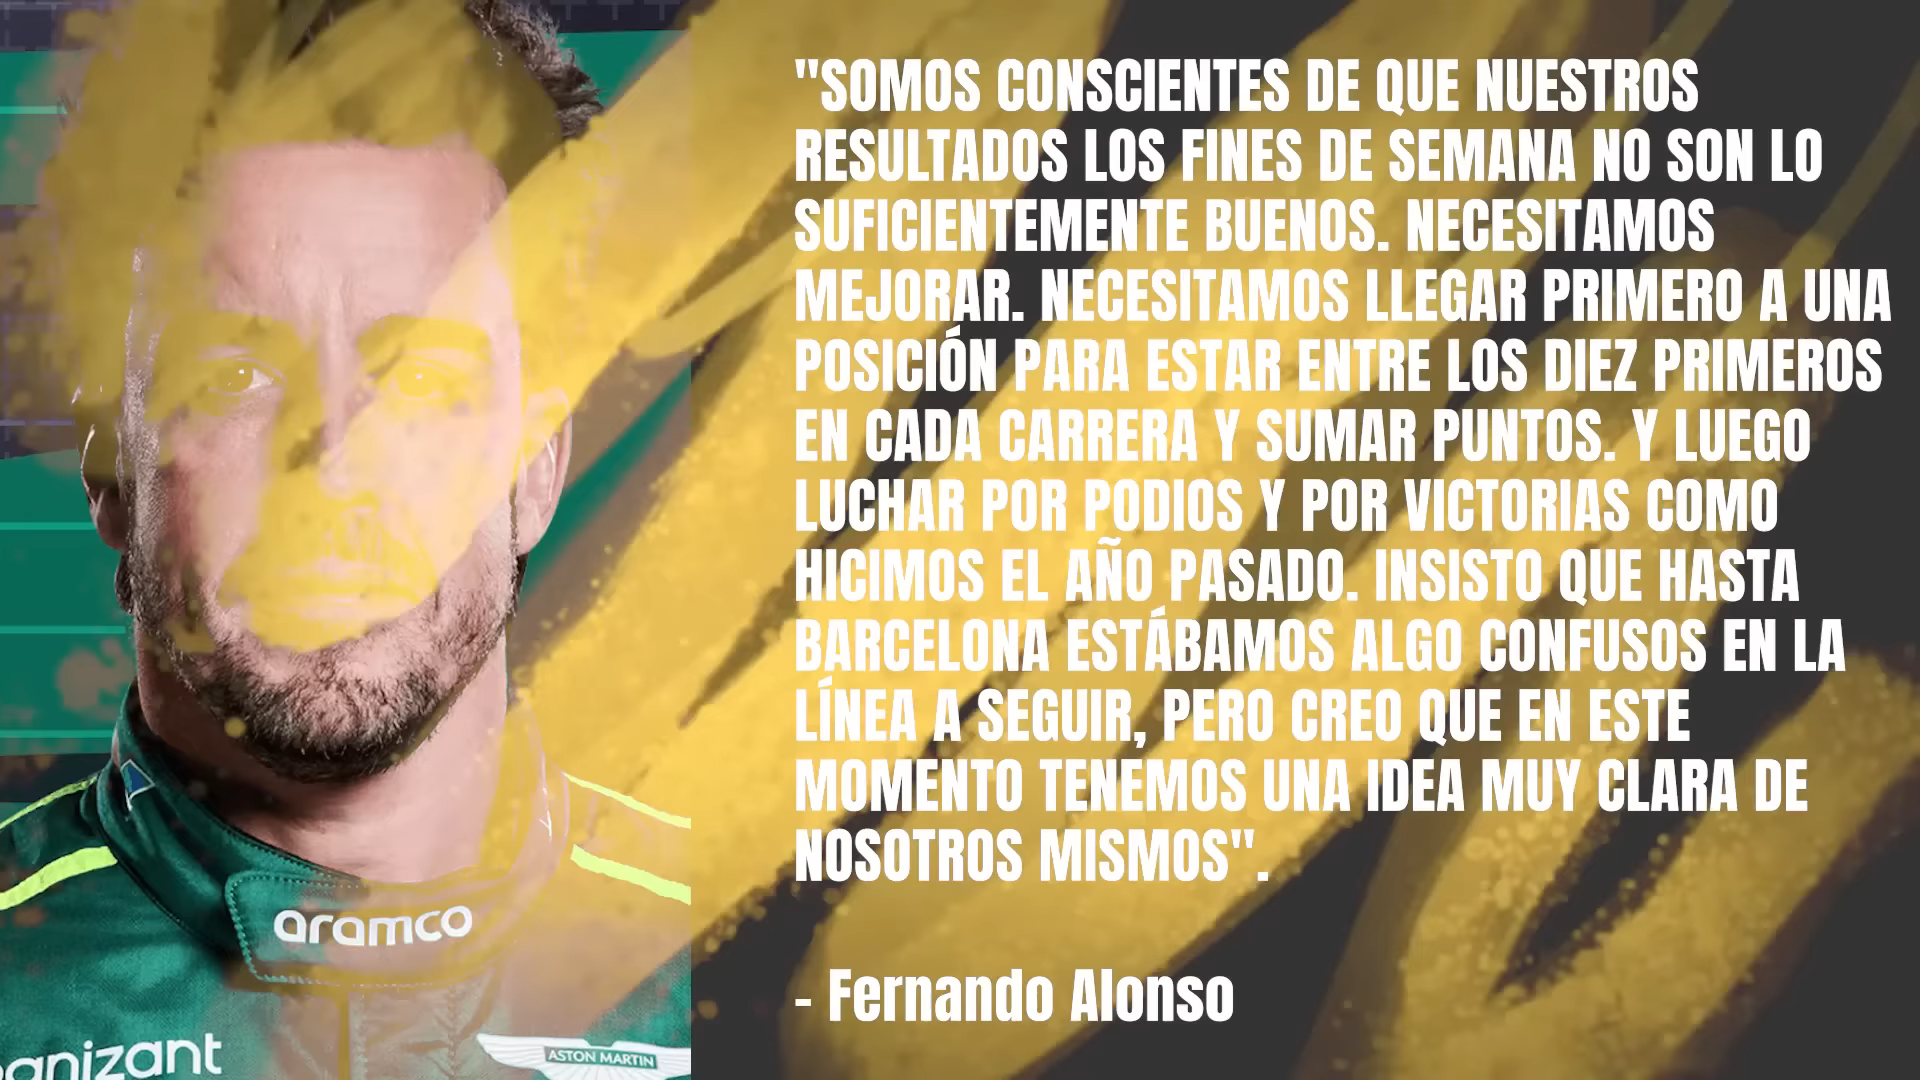 "SOMOS CONSCIENTES DE QUE NUESTROS
RESULTADOS LOS FINES DE SEMANA NO SON LO
SUFICIENTEMENTE BUENOS. NECESITAMOS
MEJORAR. NECESITAMOS LLEGAR PRIMERO A UNA
POSICIÓN PARA ESTAR ENTRE LOS DIEZ PRIMEROS
EN CADA CARRERA Y SUMAR PUNTOS. Y LUEGO
LUCHAR POR PODIOS Y POR VICTORIAS COMO
HICIMOS EL AÑO PASADO. INSISTO QUE HASTA
BARCELONA ESTÁBAMOS ALGO CONFUSOS EN LA
LÍNEA A SEGUIR, PERO CREO QUE EN ESTE
MOMENTO TENEMOS UNA IDEA MUY CLARA DE
NOSOTROS MISMOS".
- Fernando Alonso
aramco
ognizant
ASTON MARTIN